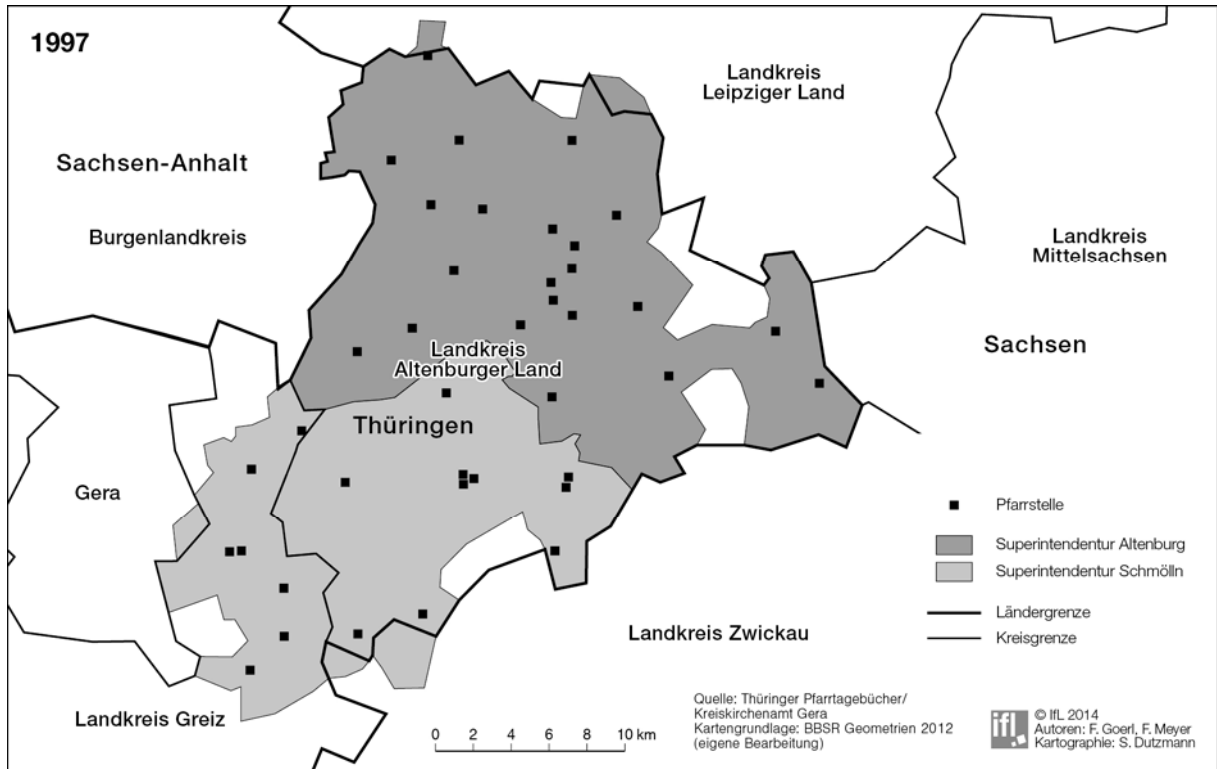 1997
Landkreis
Leipziger Land
Sachsen-Anhalt
Burgenlandkreis
Landkreis
Mittelsachsen
Sachsen
Landkreis
Altenburger Land
Thüringen
Gera
Pfarrstelle
Superintendentur Altenburg
Superintendentur Schmölln
Ländergrenze
Kreisgrenze
Landkreis Zwickau
Landkreis Greiz
0 2 4 6 8 10 km
Quelle: Thüringer Pfarrtagebücher/
Kreiskirchenamt Gera
Kartengrundlage: BBSR Geometrien 2012
(eigene Bearbeitung)
ifl
© IfL 2014
Autoren: F. Goerl, F. Meyer
Kartographie: S. Dutzmann